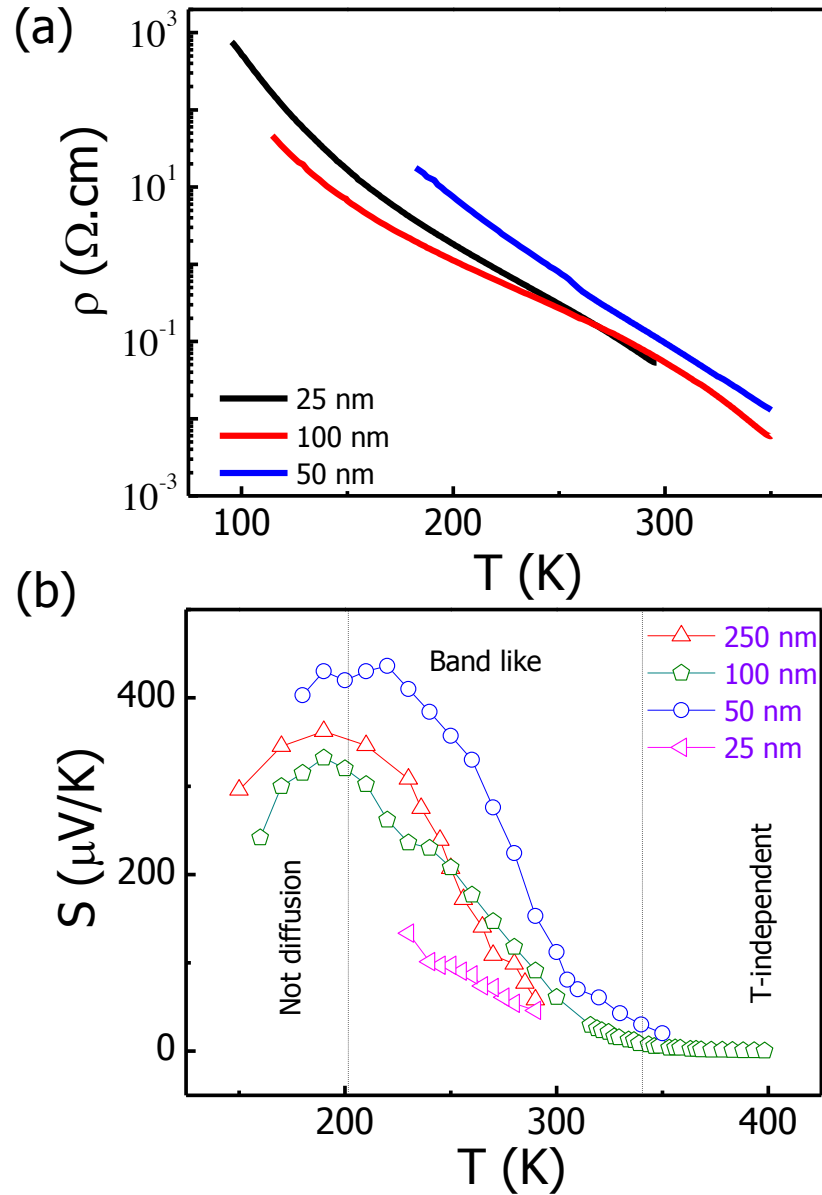 (a)
10³
10¹
10⁻¹
10⁻³
ρ (Ω.cm)
25 nm
100 nm
50 nm
100
200
300
T (K)
(b)
400
200
0
S (μV/K)
Band like
250 nm
100 nm
50 nm
25 nm
Not diffusion
T-independent
200
300
400
T (K)